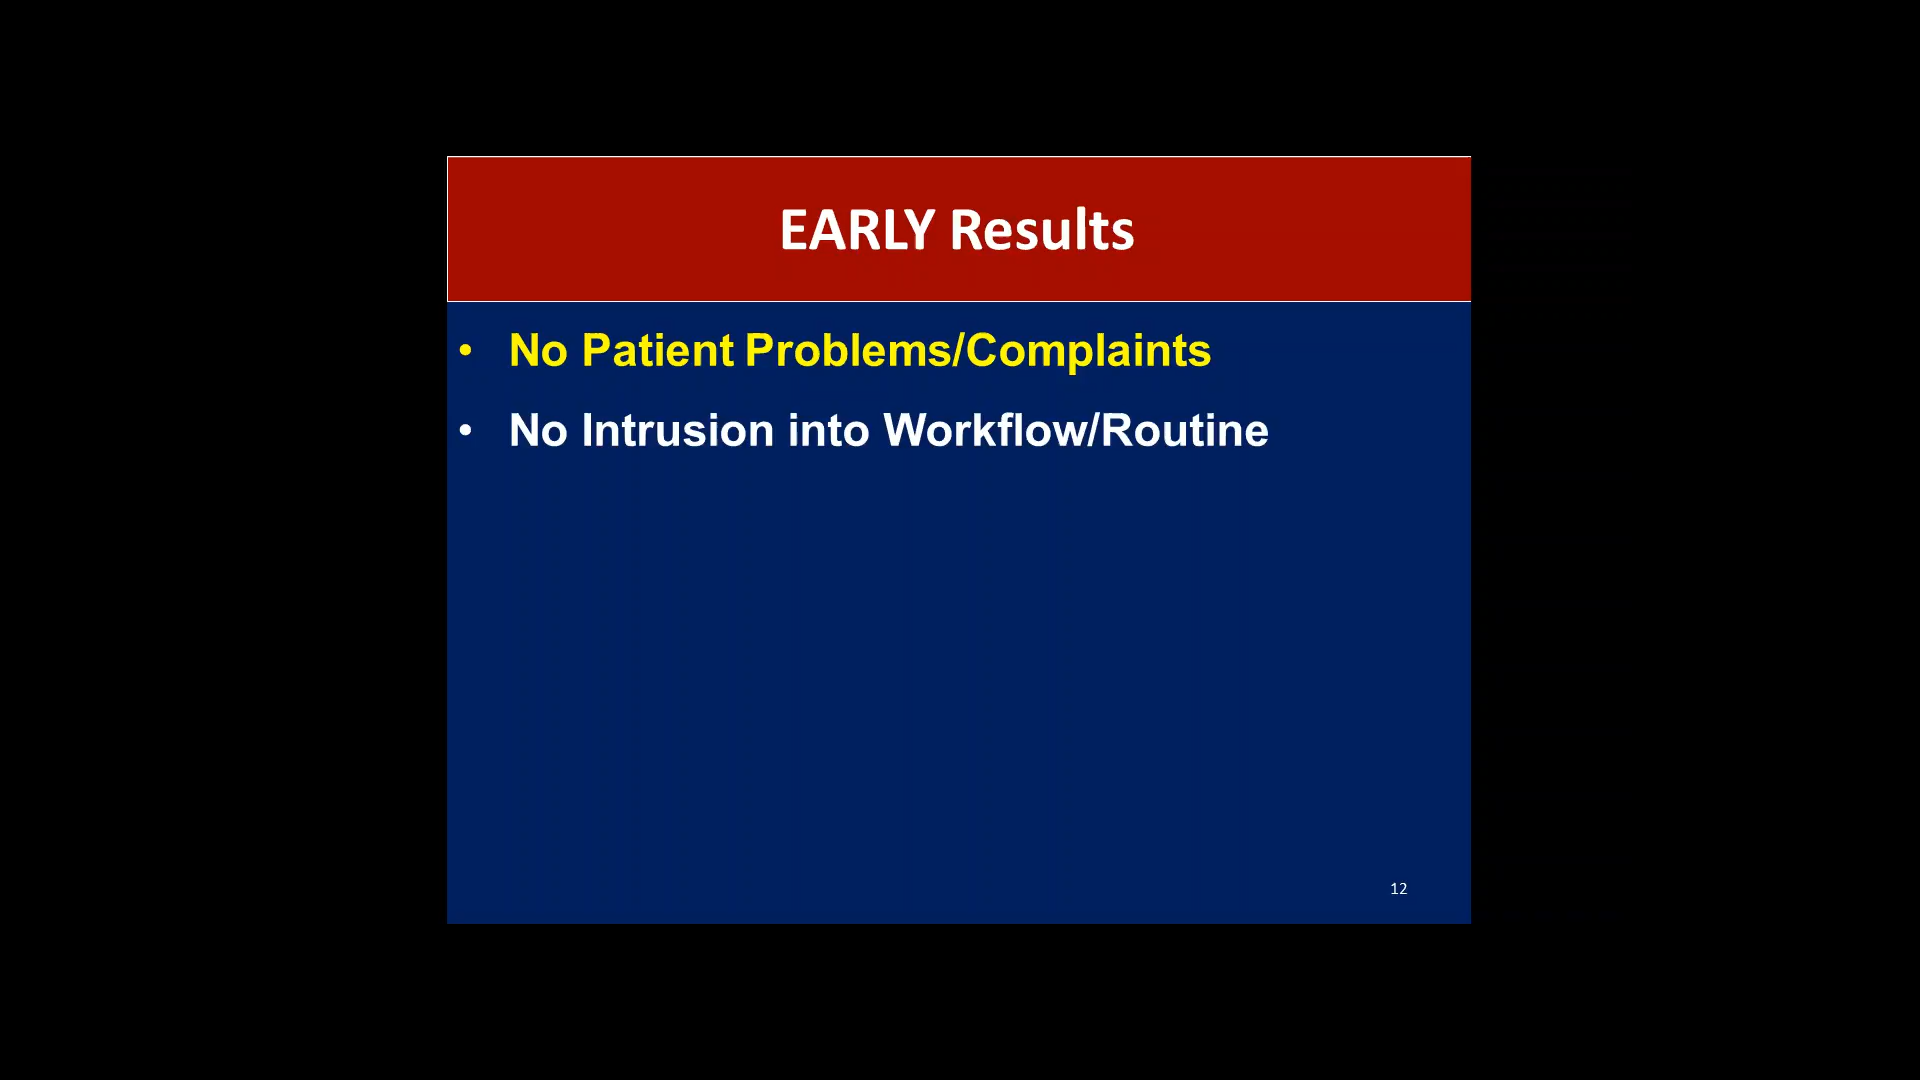 EARLY Results
• No Patient Problems/Complaints
• No Intrusion into Workflow/Routine
12